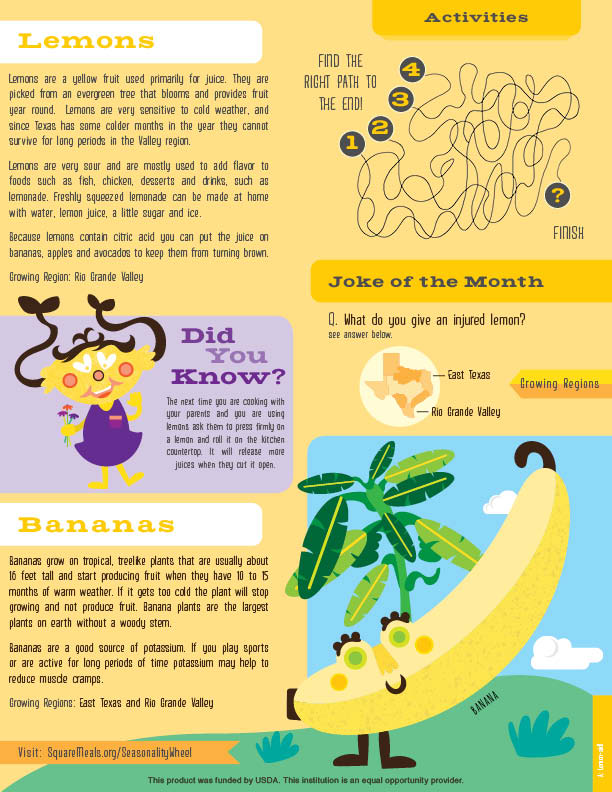 Lemons
Lemons are a yellow fruit used primarily for juice. They are
picked from an evergreen tree that blooms and provides fruit
year round. Lemons are very sensitive to cold weather, and
since Texas has some colder months in the year they cannot
survive for long periods in the Valley region.
Lemons are very sour and are mostly used to add flavor to
foods such as fish, chicken, desserts and drinks, such as
lemonade. Freshly squeezed lemonade can be made at home
with water, lemon juice, a little sugar and ice.
Because lemons contain citric acid you can put the juice on
bananas, apples and avocados to keep them from turning brown.
Growing Region: Rio Grande Valley
Did
You
Know?
The next time you are cooking with
your parents and you are using
lemons ask them to press firmly on
a lemon and roll it on the kitchen
countertop. It will release more
juices when they cut it open.
Bananas
Bananas grow on tropical, treelike plants that are usually about
16 feet tall and start producing fruit when they have 10 to 15
months of warm weather. If it gets too cold the plant will stop
growing and not produce fruit. Banana plants are the largest
plants on earth without a woody stem.
Bananas are a good source of potassium. If you play sports
or are active for long periods of time potassium may help to
reduce muscle cramps.
Growing Regions: East Texas and Rio Grande Valley
Visit: SquareMeals.org/SeasonalityWheel
Activities
FIND THE
RIGHT PATH TO
THE END!
4
3
2
1
?
FINISH
Joke of the Month
Q. What do you give an injured lemon?
see answer below.
East Texas
Growing Regions
Rio Grande Valley
BANANA
A: Lemon-aid!
This product was funded by USDA. This institution is an equal opportunity provider.